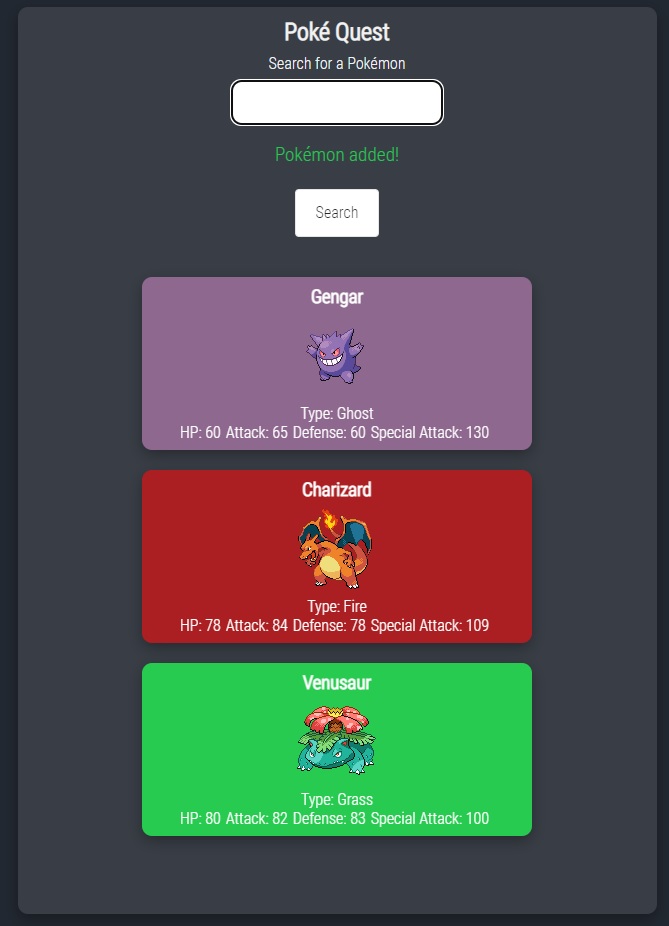 Poké Quest
Search for a Pokémon
Pokémon added!
Search
Gengar
Type: Ghost
HP: 60 Attack: 65 Defense: 60 Special Attack: 130
Charizard
Type: Fire
HP: 78 Attack: 84 Defense: 78 Special Attack: 109
Venusaur
Type: Grass
HP: 80 Attack: 82 Defense: 83 Special Attack: 100